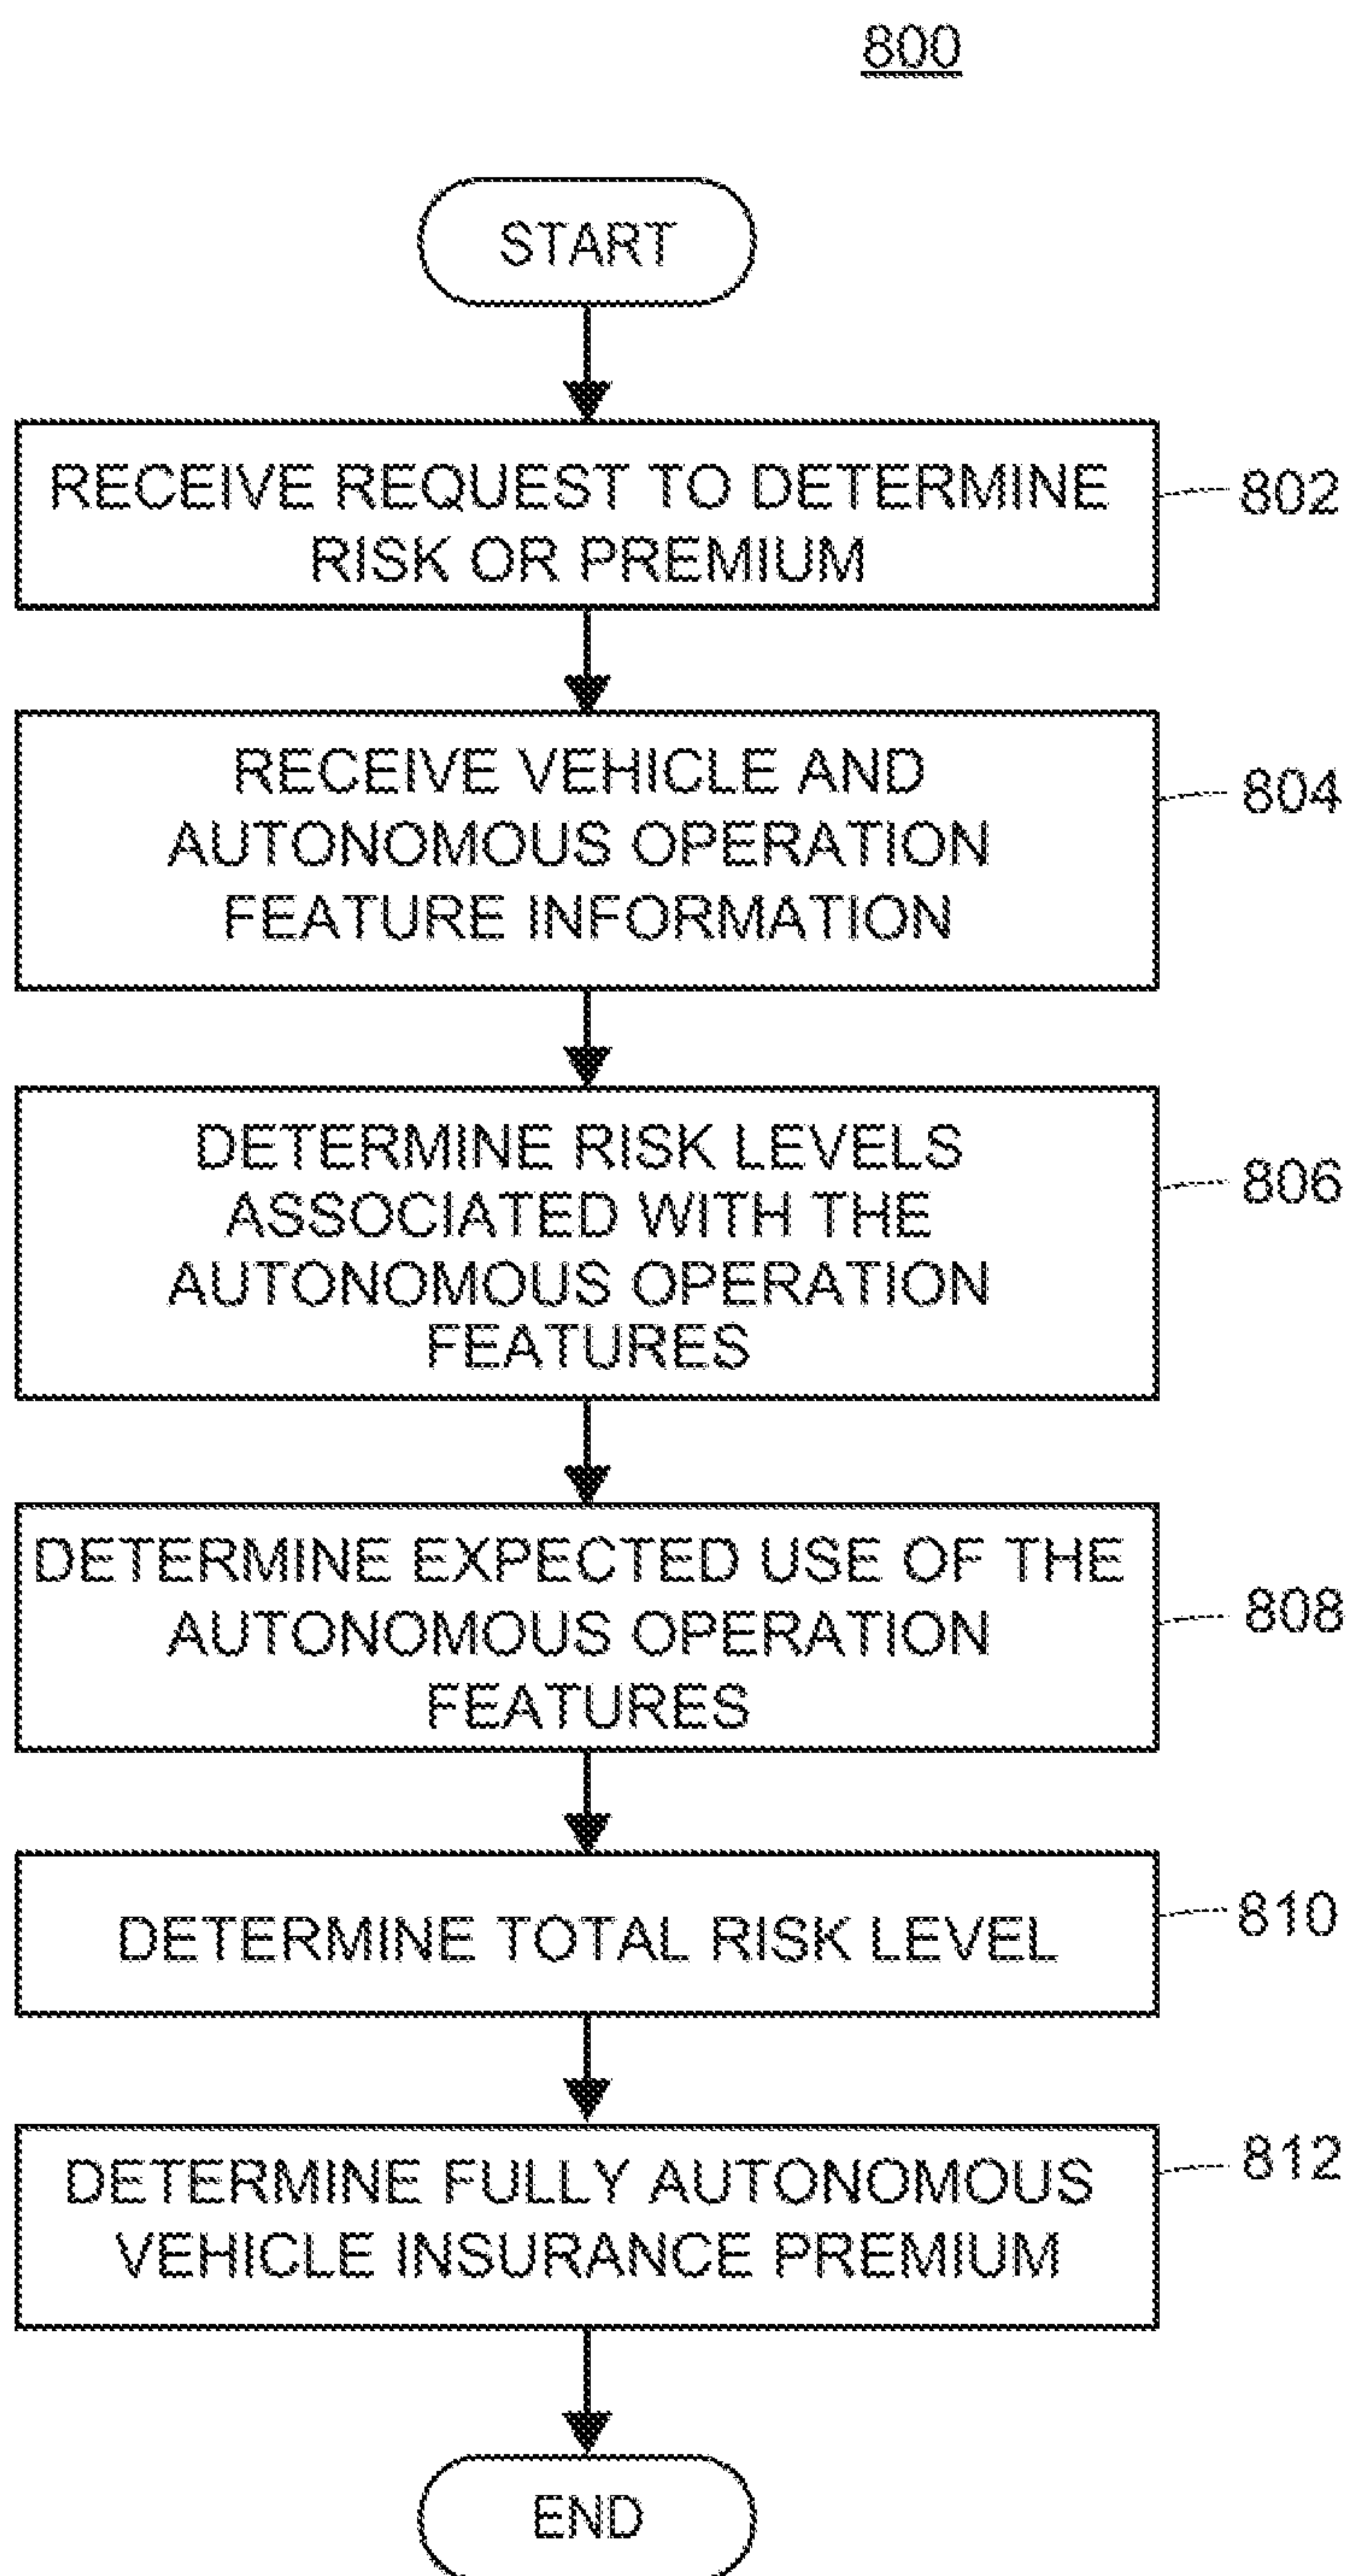 800
START
RECEIVE REQUEST TO DETERMINE
RISK OR PREMIUM
802
RECEIVE VEHICLE AND
AUTONOMOUS OPERATION
FEATURE INFORMATION
804
DETERMINE RISK LEVELS
ASSOCIATED WITH THE
AUTONOMOUS OPERATION
FEATURES
806
DETERMINE EXPECTED USE OF THE
AUTONOMOUS OPERATION
FEATURES
808
DETERMINE TOTAL RISK LEVEL
810
DETERMINE FULLY AUTONOMOUS
VEHICLE INSURANCE PREMIUM
812
END